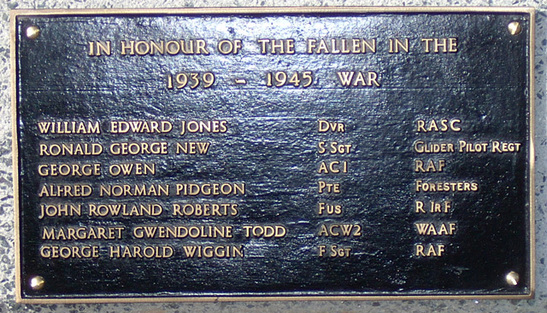 IN HONOUR OF THE FALLEN IN THE
1939 – 1945 WAR
WILLIAM EDWARD JONES DVR RASC
RONALD GEORGE NEW S SGT GLIDER PILOT REGT
GEORGE OWEN AC1 RAF
ALFRED NORMAN PIDGEON PTE FORESTERS
JOHN ROWLAND ROBERTS FUS R IR F
MARGARET GWENDOLINE TODD ACW2 WAAF
GEORGE HAROLD WIGGIN F SGT RAF